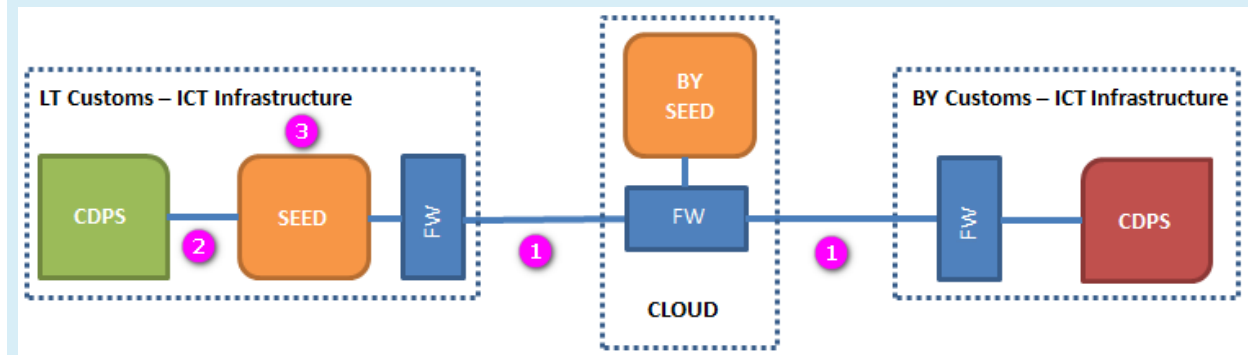 LT Customs – ICT Infrastructure
3
CDPS
2
SEED
FW
1
BY
SEED
FW
CLOUD
1
BY Customs – ICT Infrastructure
FW
CDPS